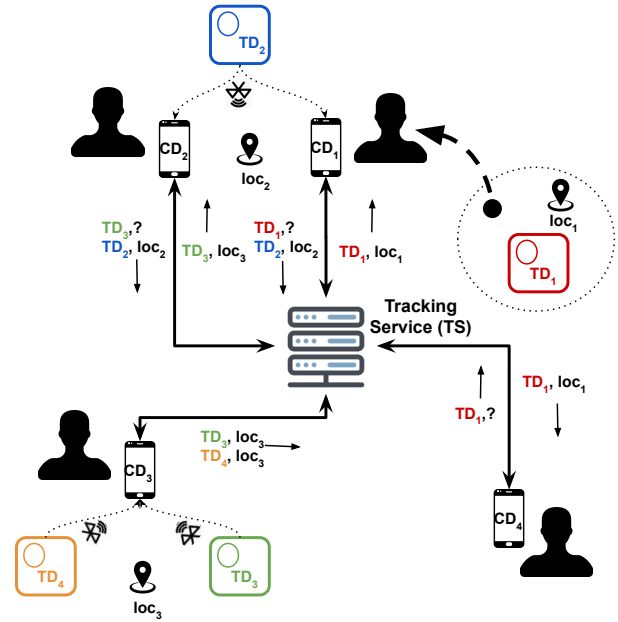 TD₂
CD₂
CD₁
loc₂
loc₁
TD₁
TD₃,?
TD₂, loc₂
TD₃, loc₃
TD₁,?
TD₂, loc₂
TD₁, loc₁
Tracking
Service (TS)
TD₁,?
TD₁, loc₁
TD₃, loc₃
TD₄, loc₃
CD₃
CD₄
TD₄
TD₃
loc₃